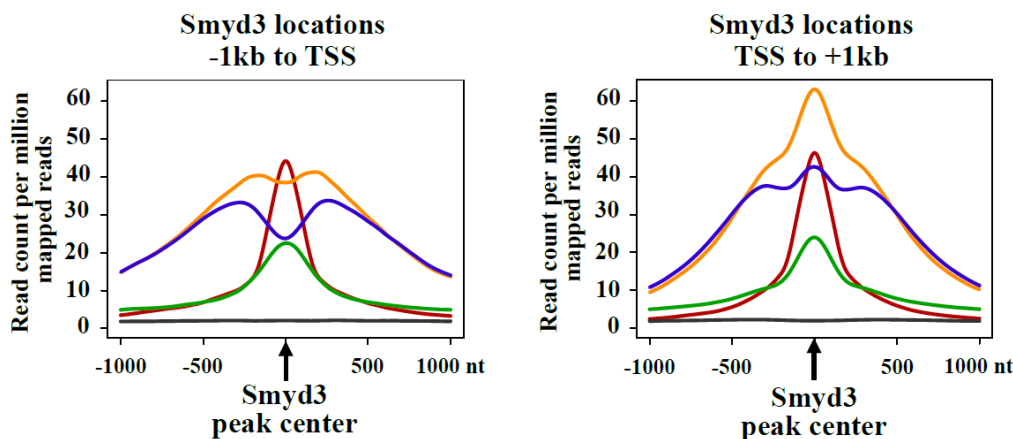 Smyd3 locations
-1kb to TSS
Read count per million
mapped reads
60
50
40
30
20
10
0
-1000
-500
500
1000 nt
Smyd3
peak center
Smyd3 locations
TSS to +1kb
Read count per million
mapped reads
60
50
40
30
20
10
0
-1000
-500
500
1000 nt
Smyd3
peak center